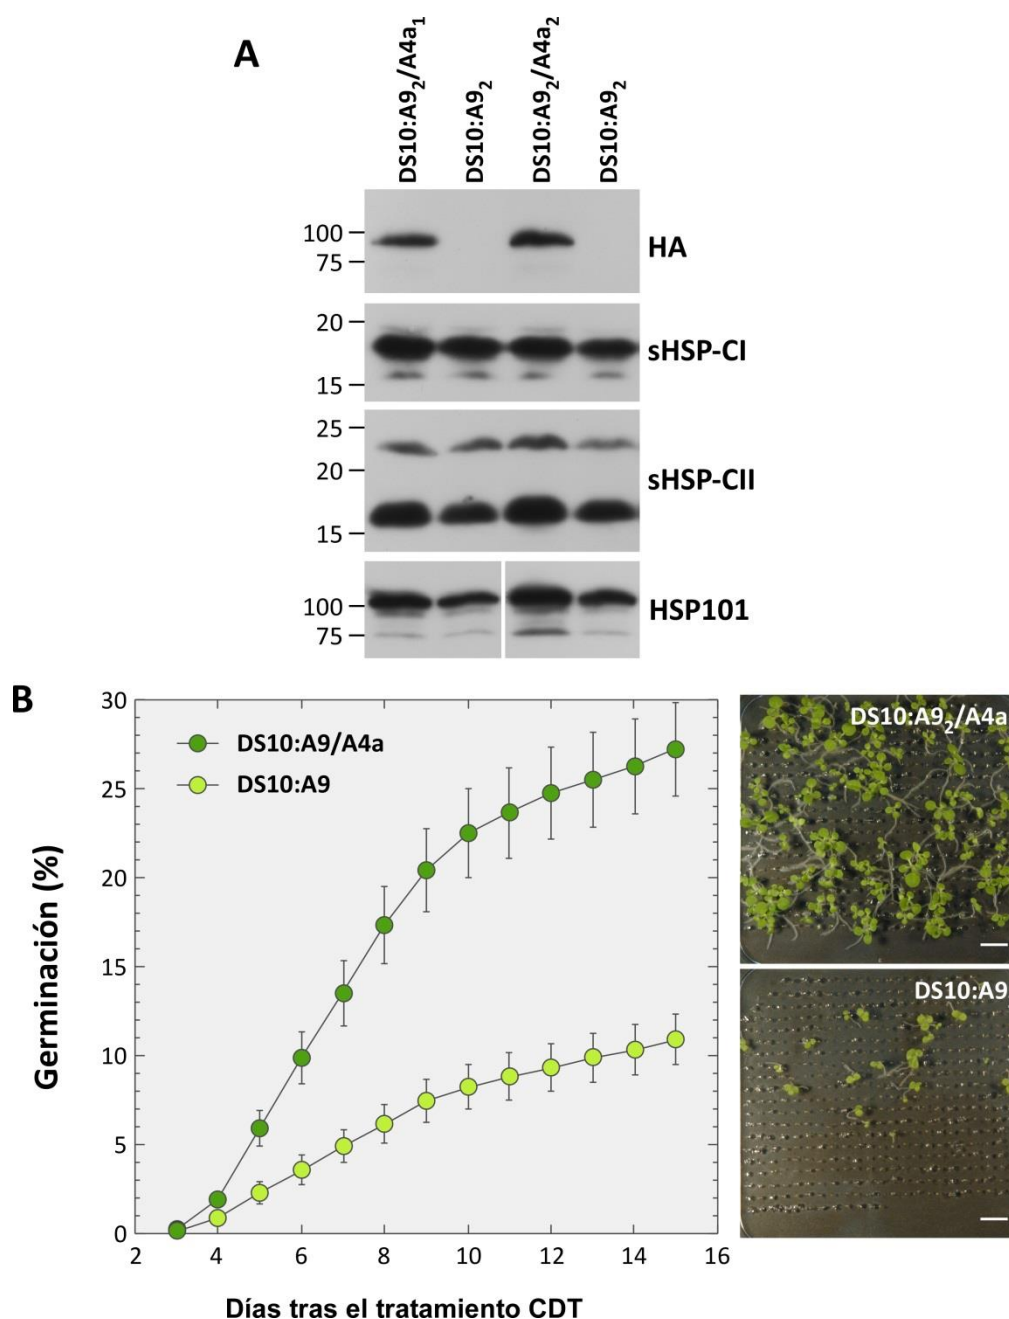 A
DS10:A9₂/A4a₁
DS10:A9₂
DS10:A9₂/A4a₂
DS10:A9₂
100
75
HA
20
15
sHSP-CI
25
20
15
sHSP-CII
100
75
HSP101
B
30
25
20
15
10
5
0
2 4 6 8 10 12 14 16
Germinación (%)
Días tras el tratamiento CDT
DS10:A9/A4a
DS10:A9
DS10:A9₂/A4a
DS10:A9